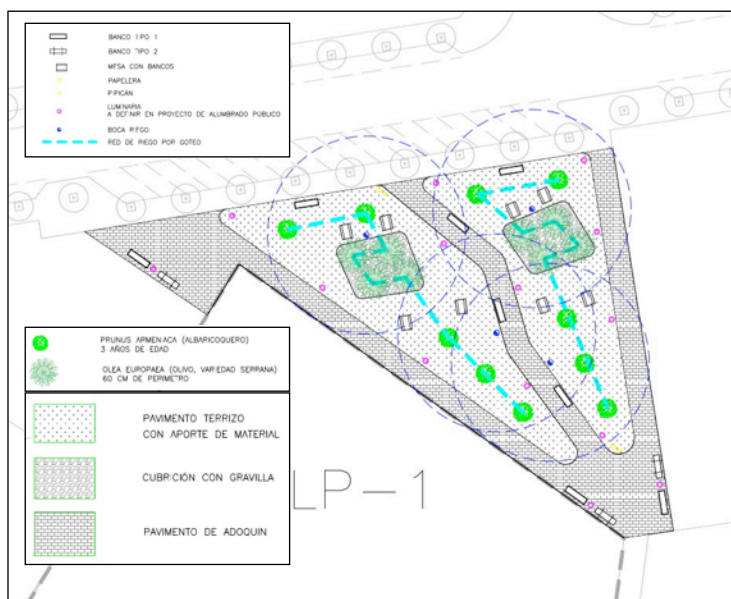 BANCO TIPO 1
BANCO TIPO 2
MESA CON BANCOS
PAPELERA
PIPICÁN
LUMINARIA
A DEFINIR EN PROYECTO DE ALUMBRADO PÚBLICO
BOCA RIEGO
RED DE RIEGO POR GOTEO
PRUNUS ARMENIACA (ALBARICOQUERO)
3 AÑOS DE EDAD
OLEA EUROPAEA (OLIVO, VARIEDAD SERRANA)
60 CM DE PERIMETRO
PAVIMENTO TERRIZO
CON APORTE DE MATERIAL
CUBRICIÓN CON GRAVILLA
PAVIMENTO DE ADOQUIN
LP-1